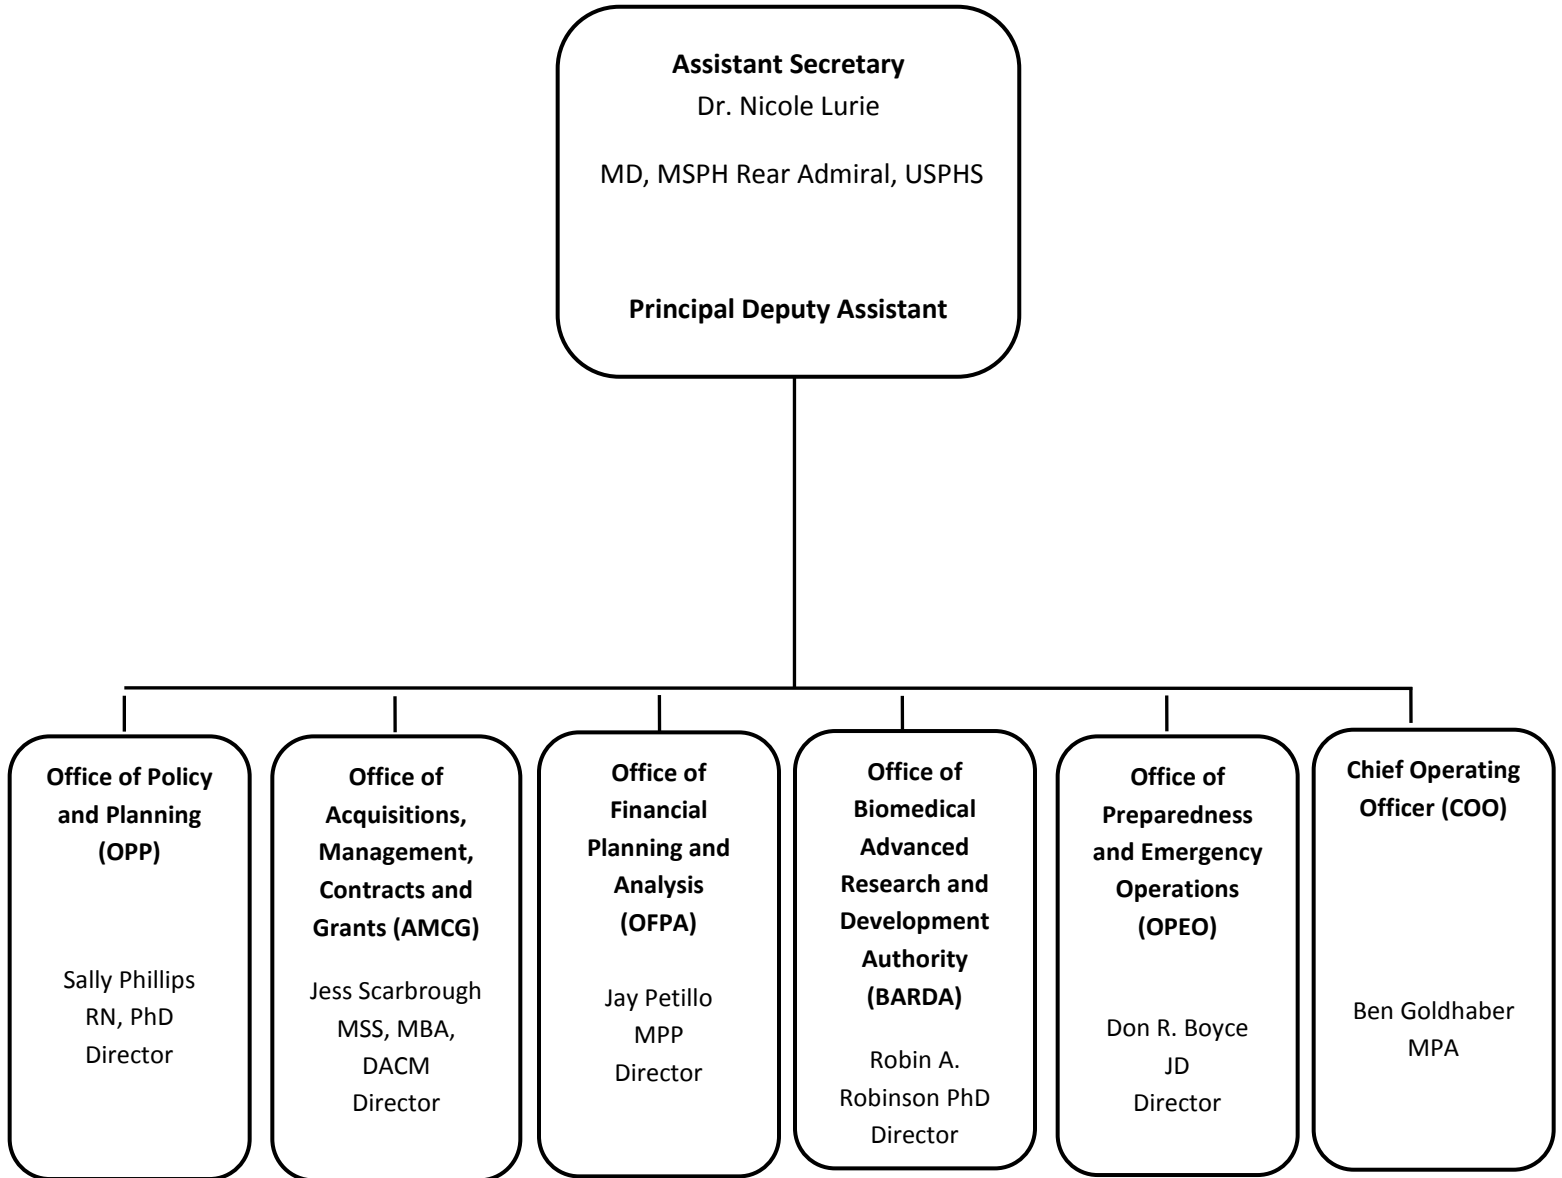 Assistant Secretary
Dr. Nicole Lurie
MD, MSPH Rear Admiral, USPHS
Principal Deputy Assistant
Office of Policy
and Planning
(OPP)
Sally Phillips
RN, PhD
Director
Office of
Acquisitions,
Management,
Contracts and
Grants (AMCG)
Jess Scarbrough
MSS, MBA,
DACM
Director
Office of
Financial
Planning and
Analysis
(OFPA)
Jay Petillo
MPP
Director
Office of
Biomedical
Advanced
Research and
Development
Authority
(BARDA)
Robin A.
Robinson PhD
Director
Office of
Preparedness
and Emergency
Operations
(OPEO)
Don R. Boyce
JD
Director
Chief Operating
Officer (COO)
Ben Goldhaber
MPA